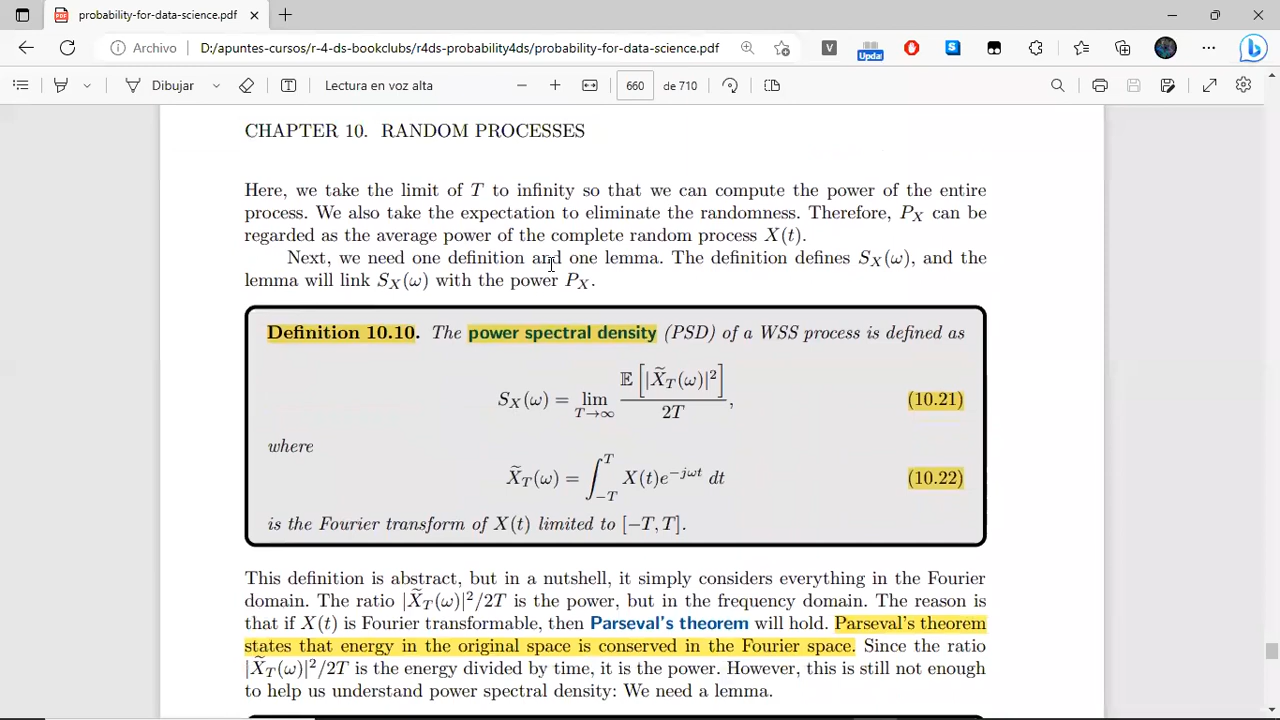 probability-for-data-science.pdf
Archivo D:/apuntes-cursos/r-4-ds-bookclubs/r4ds-probability4ds/probability-for-data-science.pdf
V
Updat
S
Dibujar Lectura en voz alta 660 de 710
CHAPTER 10. RANDOM PROCESSES
Here, we take the limit of T to infinity so that we can compute the power of the entire
process. We also take the expectation to eliminate the randomness. Therefore, P_X can be
regarded as the average power of the complete random process X(t).
Next, we need one definition and one lemma. The definition defines S_X(ω), and the
lemma will link S_X(ω) with the power P_X.
Definition 10.10. The power spectral density (PSD) of a WSS process is defined as
S_X(ω) = lim_{T→∞} 𝔼[|X̃_T(ω)|²] / 2T, (10.21)
where
X̃_T(ω) = ∫_{−T}^{T} X(t)e^{−jωt} dt (10.22)
is the Fourier transform of X(t) limited to [−T, T].
This definition is abstract, but in a nutshell, it simply considers everything in the Fourier
domain. The ratio |X̃_T(ω)|²/2T is the power, but in the frequency domain. The reason is
that if X(t) is Fourier transformable, then Parseval's theorem will hold. Parseval's theorem
states that energy in the original space is conserved in the Fourier space. Since the ratio
|X̃_T(ω)|²/2T is the energy divided by time, it is the power. However, this is still not enough
to help us understand power spectral density: We need a lemma.